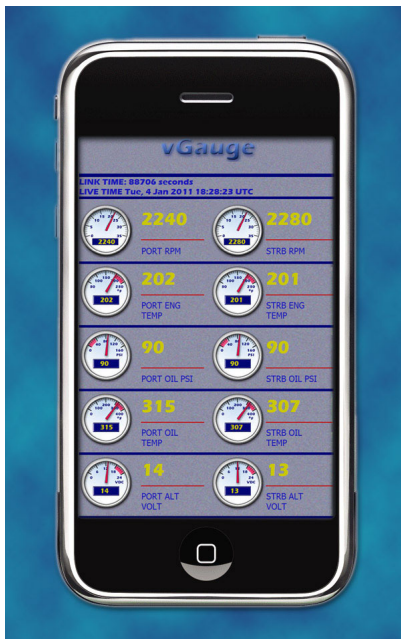 vGauge
LINK TIME: 88706 seconds
LIVE TIME Tue, 4 Jan 2011 18:28:23 UTC
2240 2280
2240 2280
PORT RPM STRB RPM
202 201
202 201
PORT ENG STRB ENG
TEMP TEMP
90 90
90 90
PORT OIL PSI STRB OIL PSI
315 307
315 307
PORT OIL STRB OIL
TEMP TEMP
14 13
14 13
PORT ALT STRB ALT
VOLT VOLT